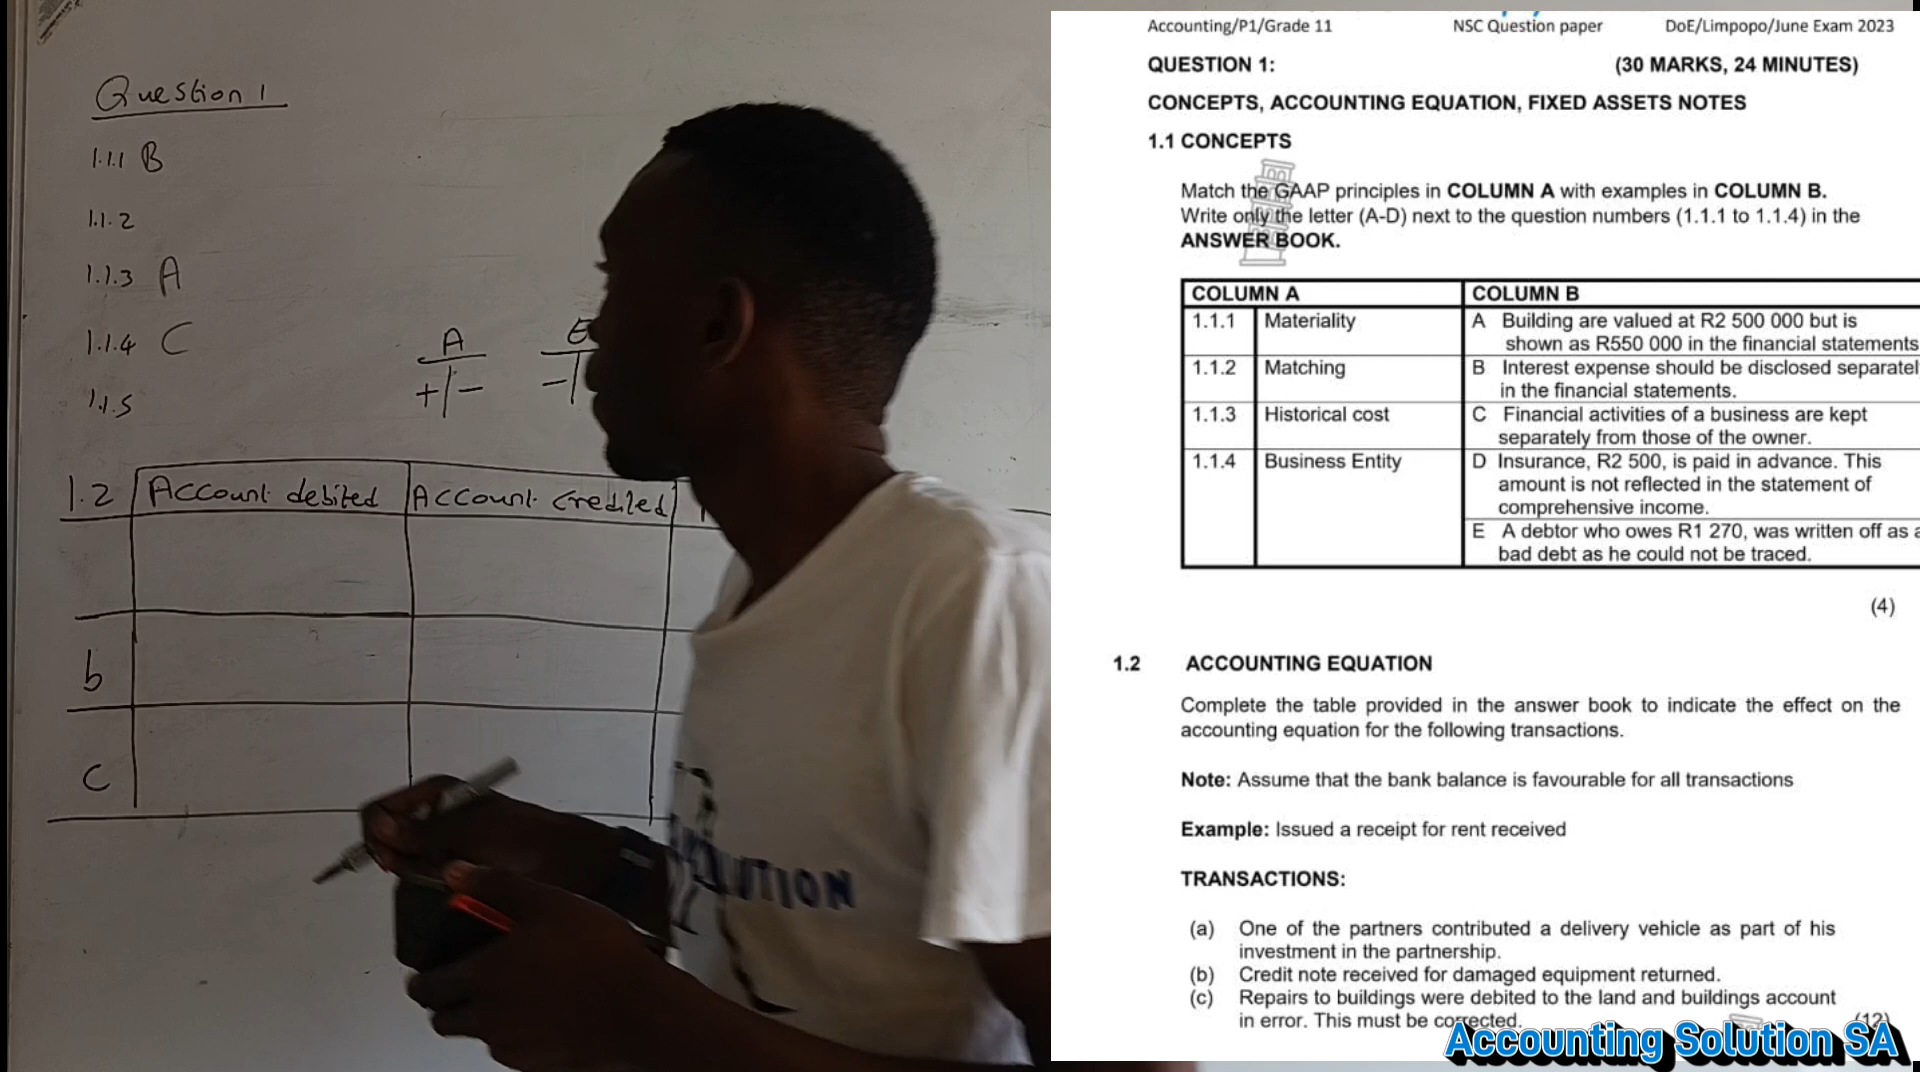 Question 1
1.1.1 B
1.1.2
1.1.3 A
1.1.4 C
1.1.5
A
+ | -
E
-
1.2 Account debited Account credited
b
c
SOLUTION
Accounting/P1/Grade 11 NSC Question paper DoE/Limpopo/June Exam 2023
QUESTION 1: (30 MARKS, 24 MINUTES)
CONCEPTS, ACCOUNTING EQUATION, FIXED ASSETS NOTES
1.1 CONCEPTS
Match the GAAP principles in COLUMN A with examples in COLUMN B.
Write only the letter (A-D) next to the question numbers (1.1.1 to 1.1.4) in the
ANSWER BOOK.
COLUMN A COLUMN B
1.1.1 Materiality A Building are valued at R2 500 000 but is
shown as R550 000 in the financial statements
1.1.2 Matching B Interest expense should be disclosed separatel
in the financial statements.
1.1.3 Historical cost C Financial activities of a business are kept
separately from those of the owner.
1.1.4 Business Entity D Insurance, R2 500, is paid in advance. This
amount is not reflected in the statement of
comprehensive income.
E A debtor who owes R1 270, was written off as a
bad debt as he could not be traced.
(4)
1.2 ACCOUNTING EQUATION
Complete the table provided in the answer book to indicate the effect on the
accounting equation for the following transactions.
Note: Assume that the bank balance is favourable for all transactions
Example: Issued a receipt for rent received
TRANSACTIONS:
(a) One of the partners contributed a delivery vehicle as part of his
investment in the partnership.
(b) Credit note received for damaged equipment returned.
(c) Repairs to buildings were debited to the land and buildings account
in error. This must be corrected.
(12)
Accounting Solution SA